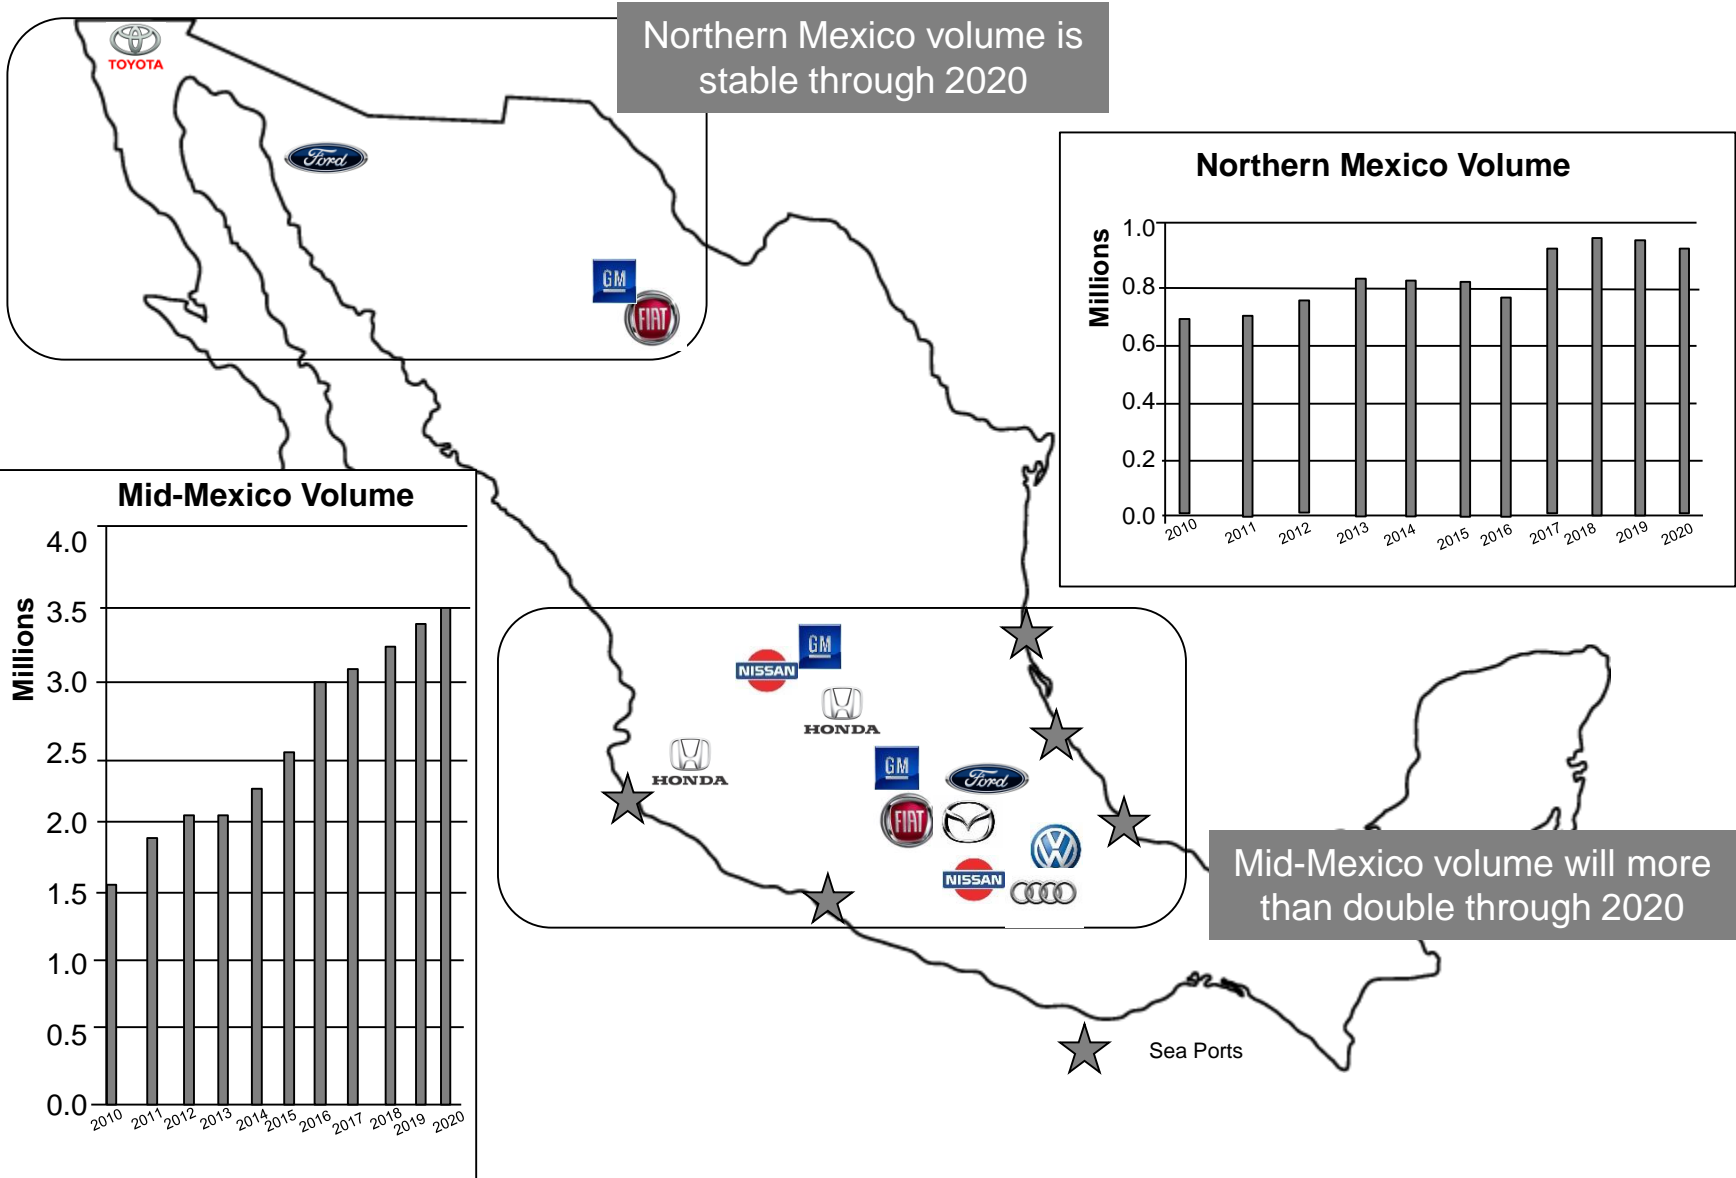 Northern Mexico volume is
stable through 2020
TOYOTA
Ford
GM
FIAT
Northern Mexico Volume
Millions
1.0
0.8
0.6
0.4
0.2
0.0
2010
2011
2012
2013
2014
2015
2016
2017
2018
2019
2020
Mid-Mexico Volume
Millions
4.0
3.5
3.0
2.5
2.0
1.5
1.0
0.5
0.0
2010
2011
2012
2013
2014
2015
2016
2017
2018
2019
2020
GM
NISSAN
HONDA
HONDA
GM
Ford
FIAT
VW
NISSAN
Mid-Mexico volume will more
than double through 2020
Sea Ports